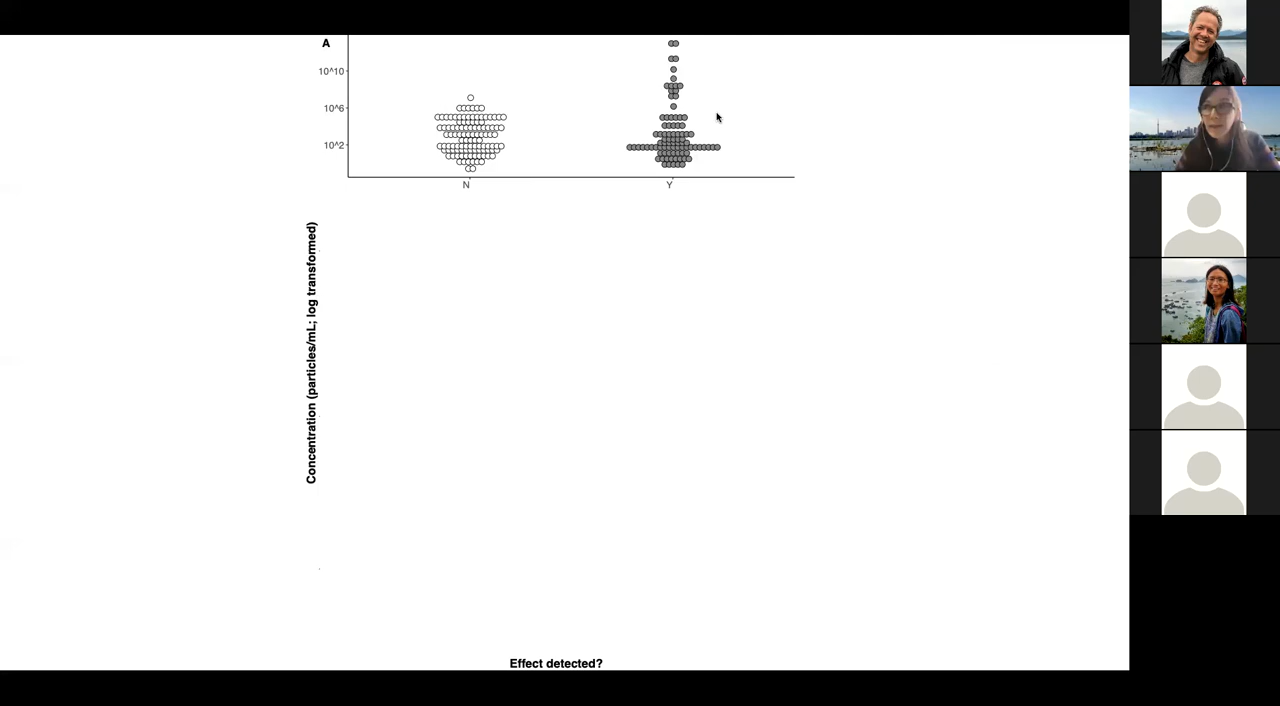 A
10^10
10^6
10^2
N Y
Concentration (particles/mL; log transformed)
Effect detected?